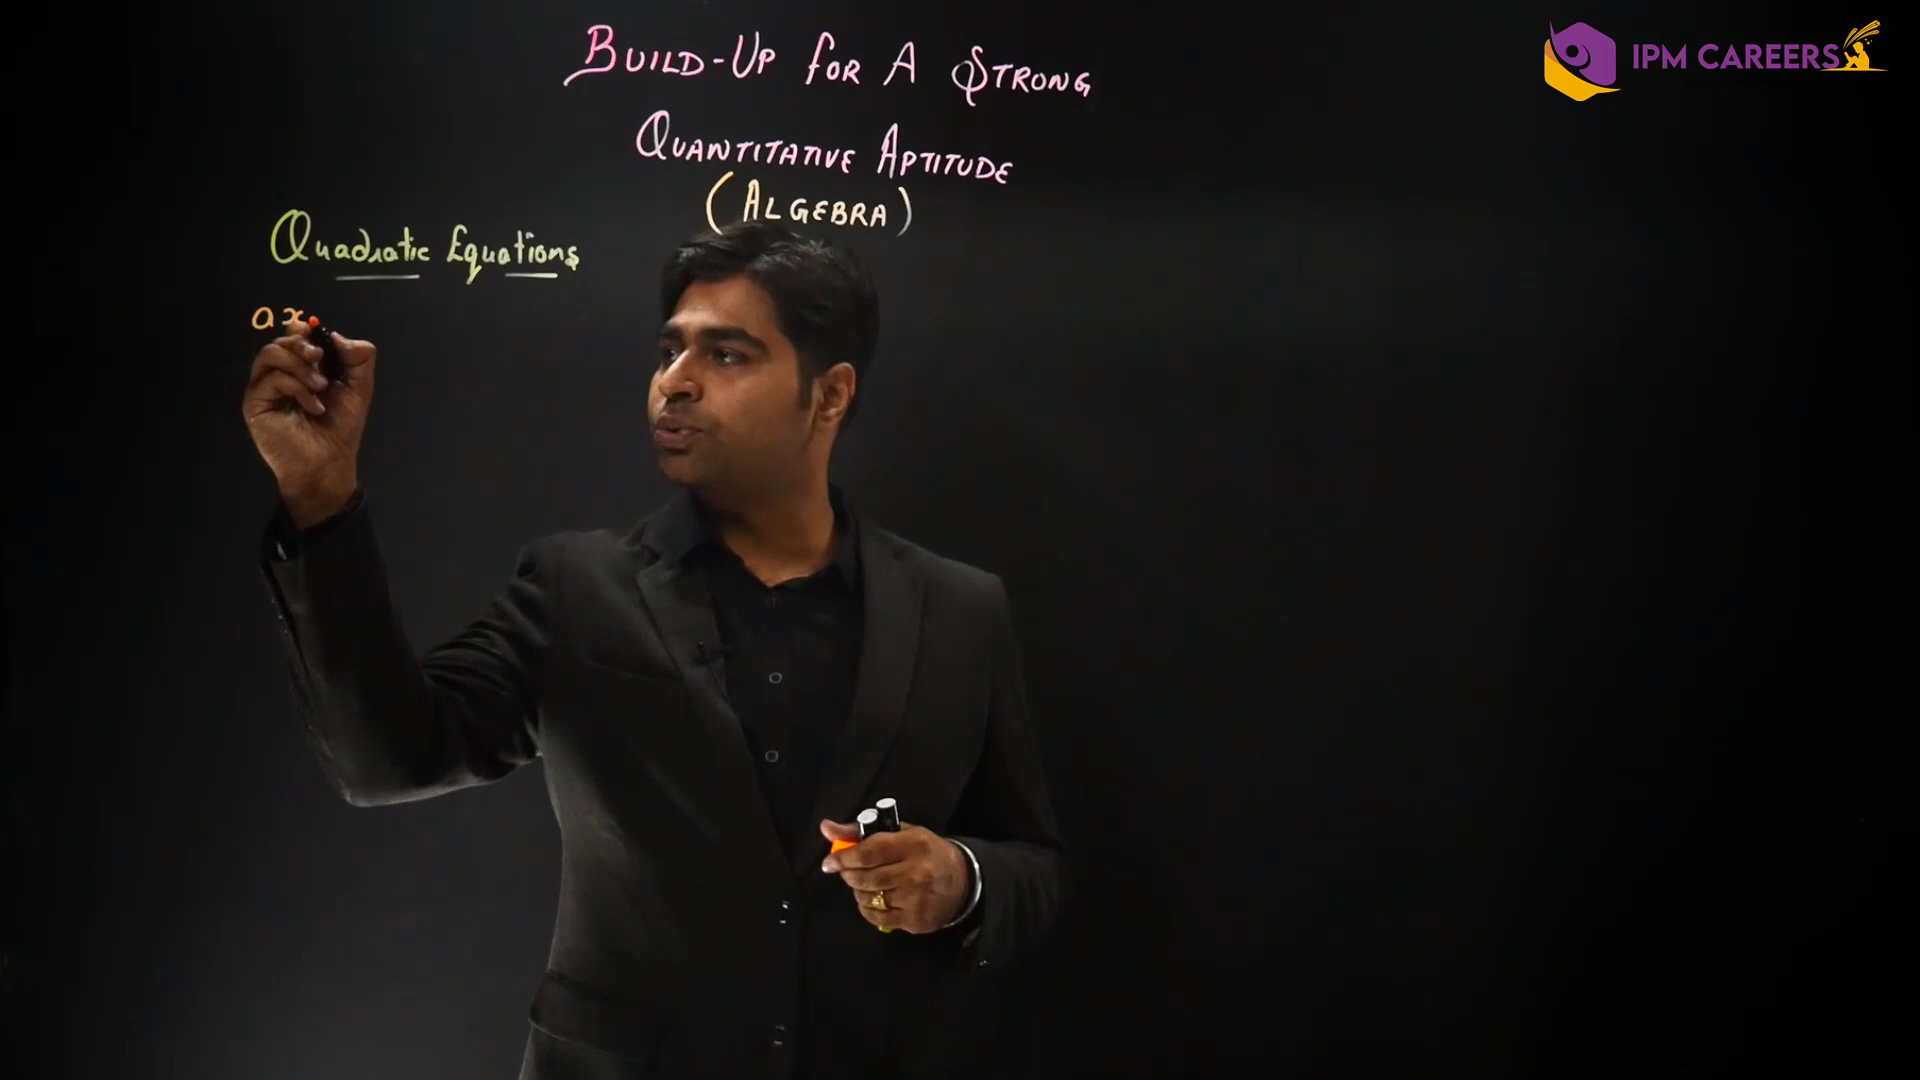 BUILD-UP FOR A STRONG
QUANTITATIVE APTITUDE
(ALGEBRA)
Quadratic Equations
ax
IPM CAREERS